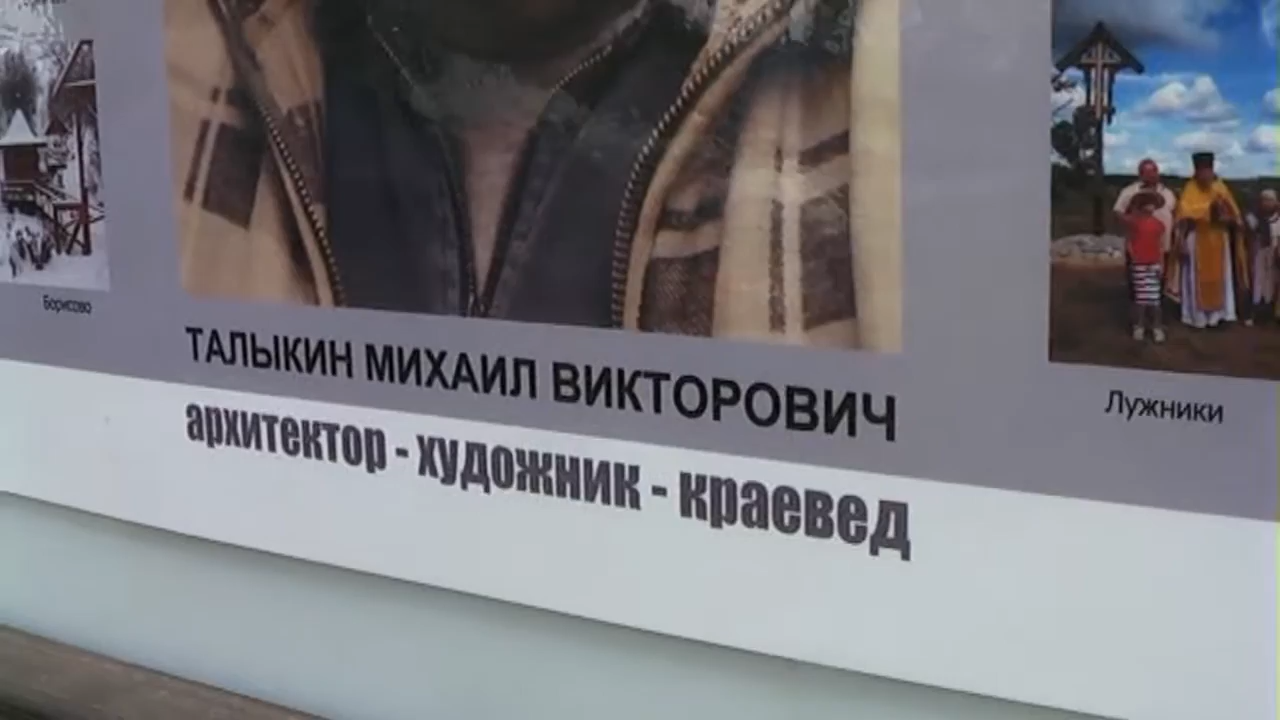 Борисово
ТАЛЫКИН МИХАИЛ ВИКТОРОВИЧ
Лужники
архитектор - художник - краевед